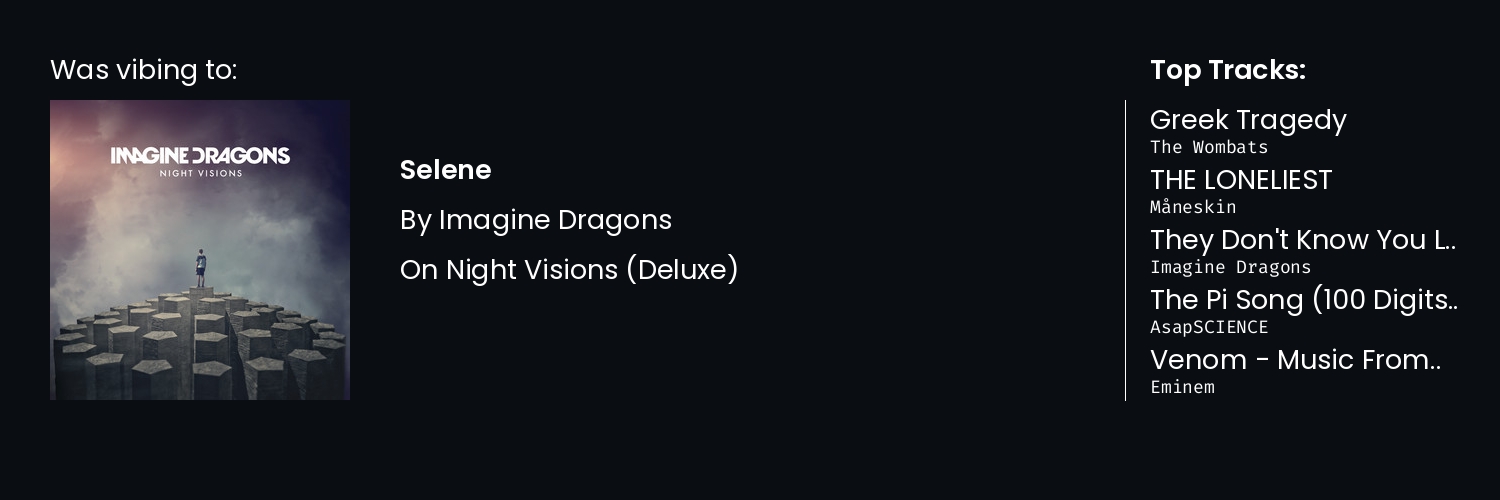 Was vibing to:
IMAGINE DRAGONS
NIGHT VISIONS
Selene
By Imagine Dragons
On Night Visions (Deluxe)
Top Tracks:
Greek Tragedy
The Wombats
THE LONELIEST
Måneskin
They Don't Know You L..
Imagine Dragons
The Pi Song (100 Digits..
AsapSCIENCE
Venom - Music From..
Eminem